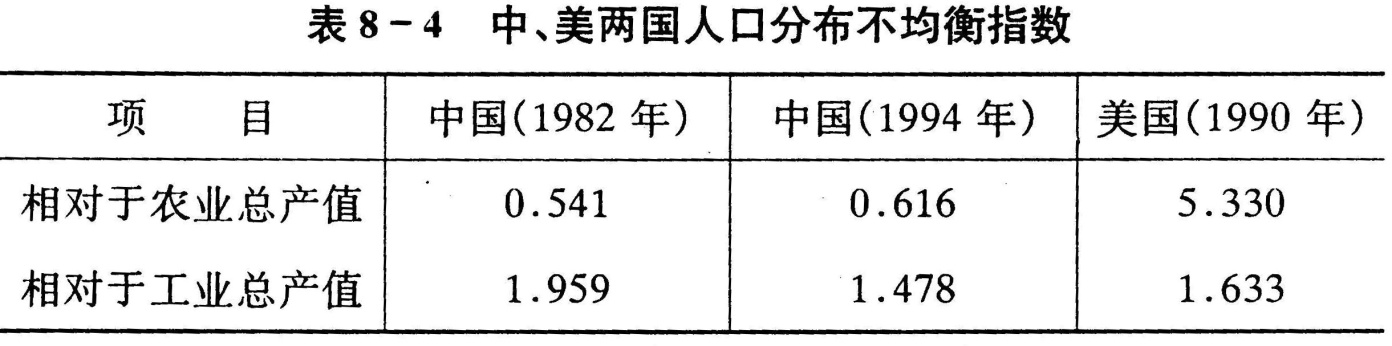 表8-4 中、美两国人口分布不均衡指数
项 目 中国(1982 年) 中国(1994 年) 美国(1990 年)
相对于农业总产值 0.541 0.616 5.330
相对于工业总产值 1.959 1.478 1.633